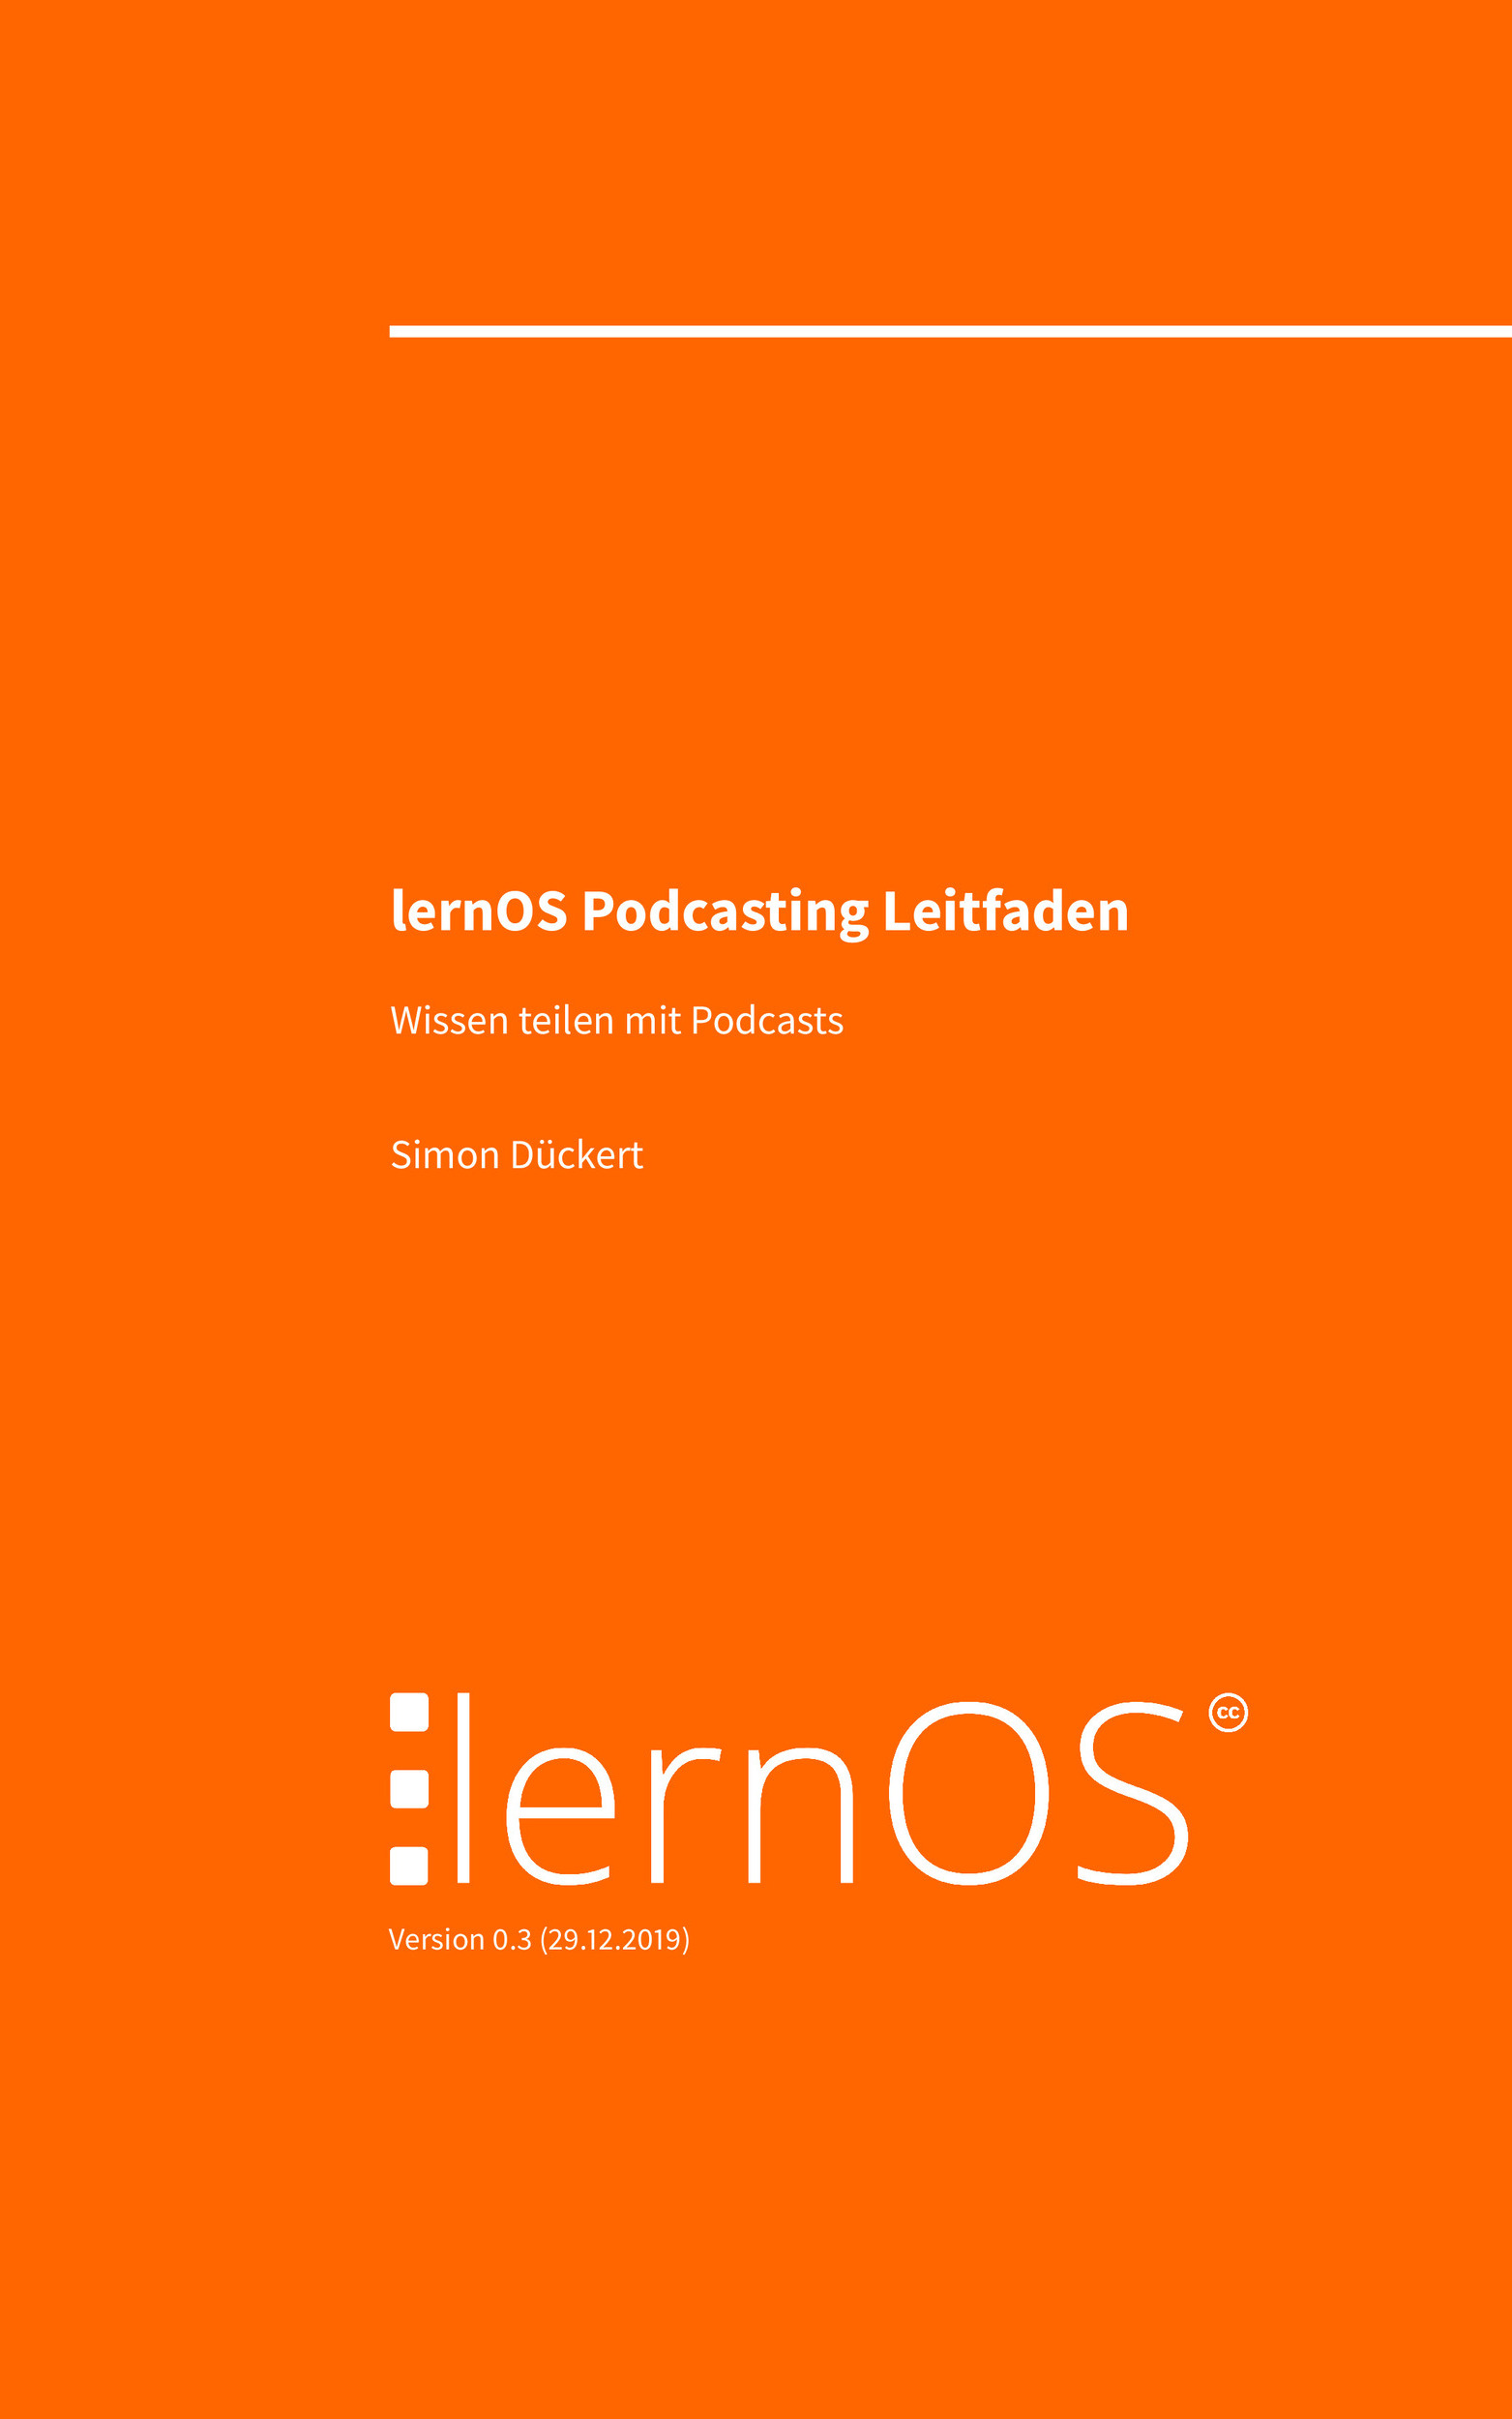 lernOS Podcasting Leitfaden
Wissen teilen mit Podcasts
Simon Dückert
lernOS cc
Version 0.3 (29.12.2019)